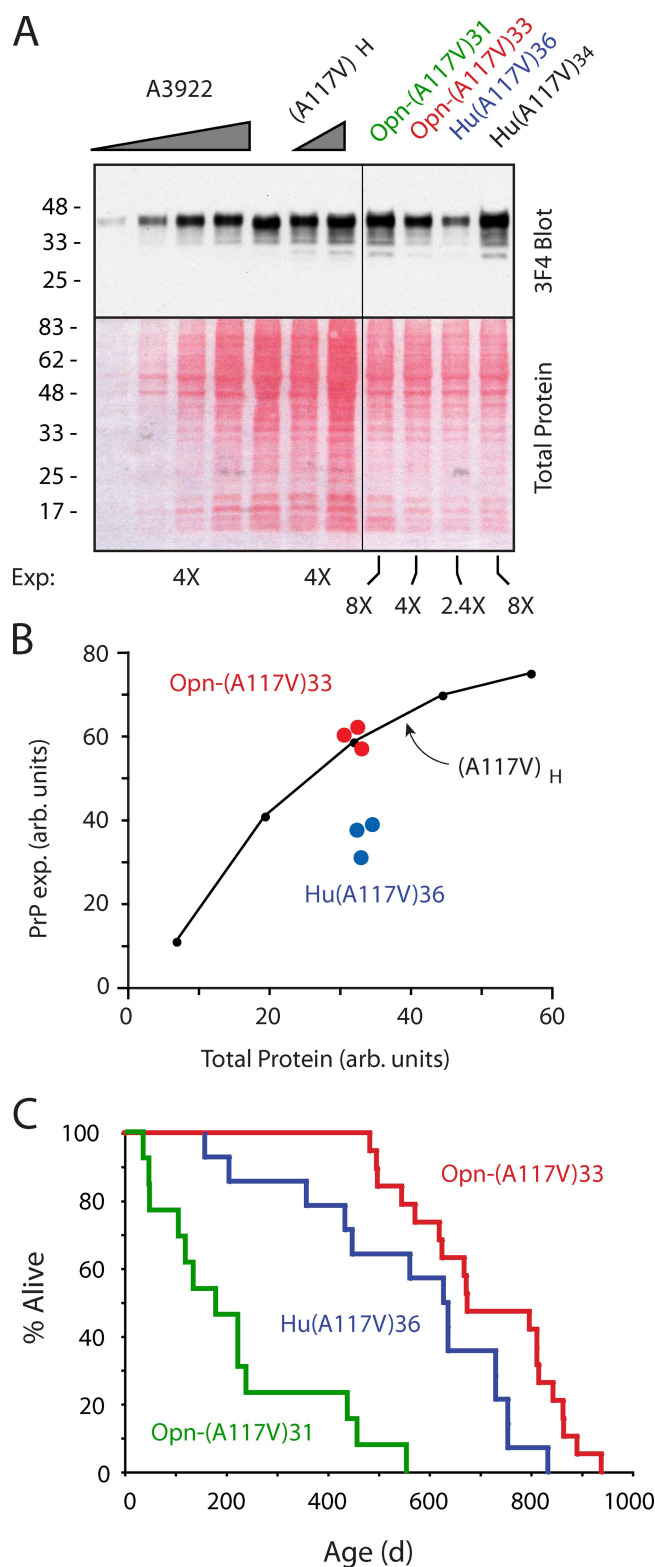 A
A3922
(A117V) H
Opn-(A117V)31
Opn-(A117V)33
Hu(A117V)36
Hu(A117V)34
48 -
33 -
25 -
3F4 Blot
83 -
62 -
48 -
33 -
25 -
17 -
Total Protein
Exp: 4X 4X
8X 4X 2.4X 8X
B
80
60
40
20
0
PrP exp. (arb. units)
Opn-(A117V)33
(A117V) H
Hu(A117V)36
0 20 40 60
Total Protein (arb. units)
C
100
80
60
40
20
0
% Alive
Opn-(A117V)33
Hu(A117V)36
Opn-(A117V)31
0 200 400 600 800 1000
Age (d)